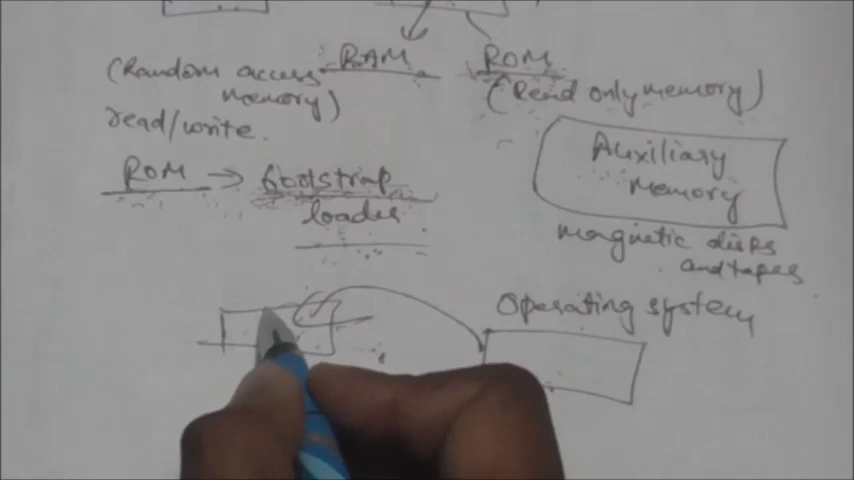 RAM
ROM
(Random access
memory)
(Read only memory)
read/write.
Auxiliary
memory
ROM → bootstrap
loader
magnetic disks
and tapes
Operating system